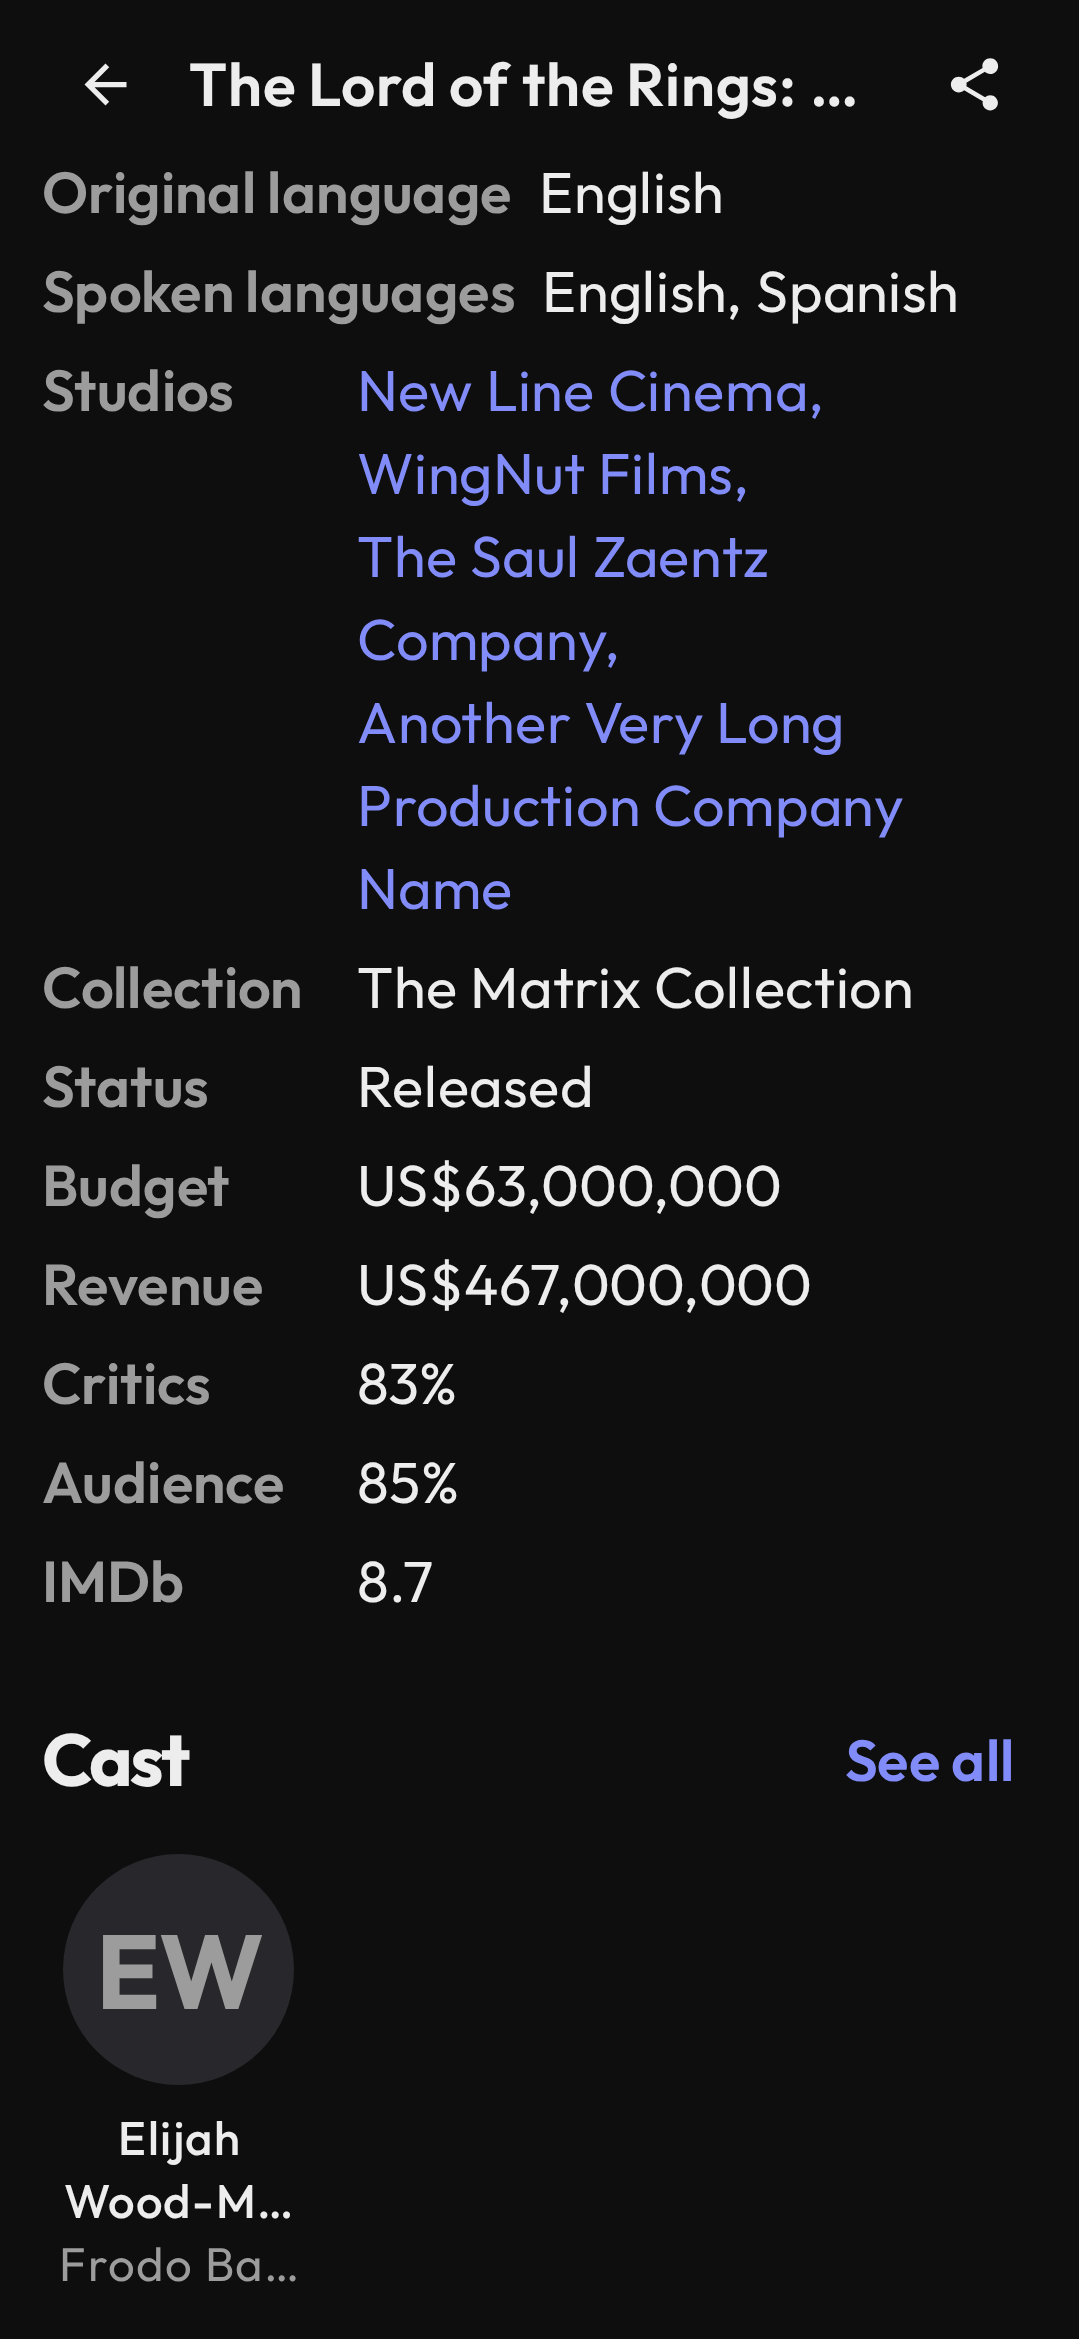 The Lord of the Rings: ...
Original language English
Spoken languages English, Spanish
Studios New Line Cinema,
WingNut Films,
The Saul Zaentz
Company,
Another Very Long
Production Company
Name
Collection The Matrix Collection
Status Released
Budget US$63,000,000
Revenue US$467,000,000
Critics 83%
Audience 85%
IMDb 8.7
Cast See all
EW
Elijah
Wood-M...
Frodo Ba...